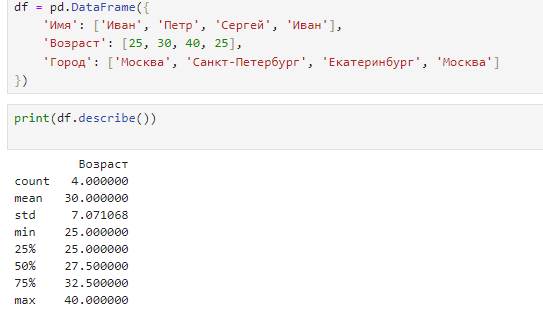 df = pd.DataFrame({
    'Имя': ['Иван', 'Петр', 'Сергей', 'Иван'],
    'Возраст': [25, 30, 40, 25],
    'Город': ['Москва', 'Санкт-Петербург', 'Екатеринбург', 'Москва']
})
print(df.describe())
         Возраст
count   4.000000
mean   30.000000
std     7.071068
min    25.000000
25%    25.000000
50%    27.500000
75%    32.500000
max    40.000000